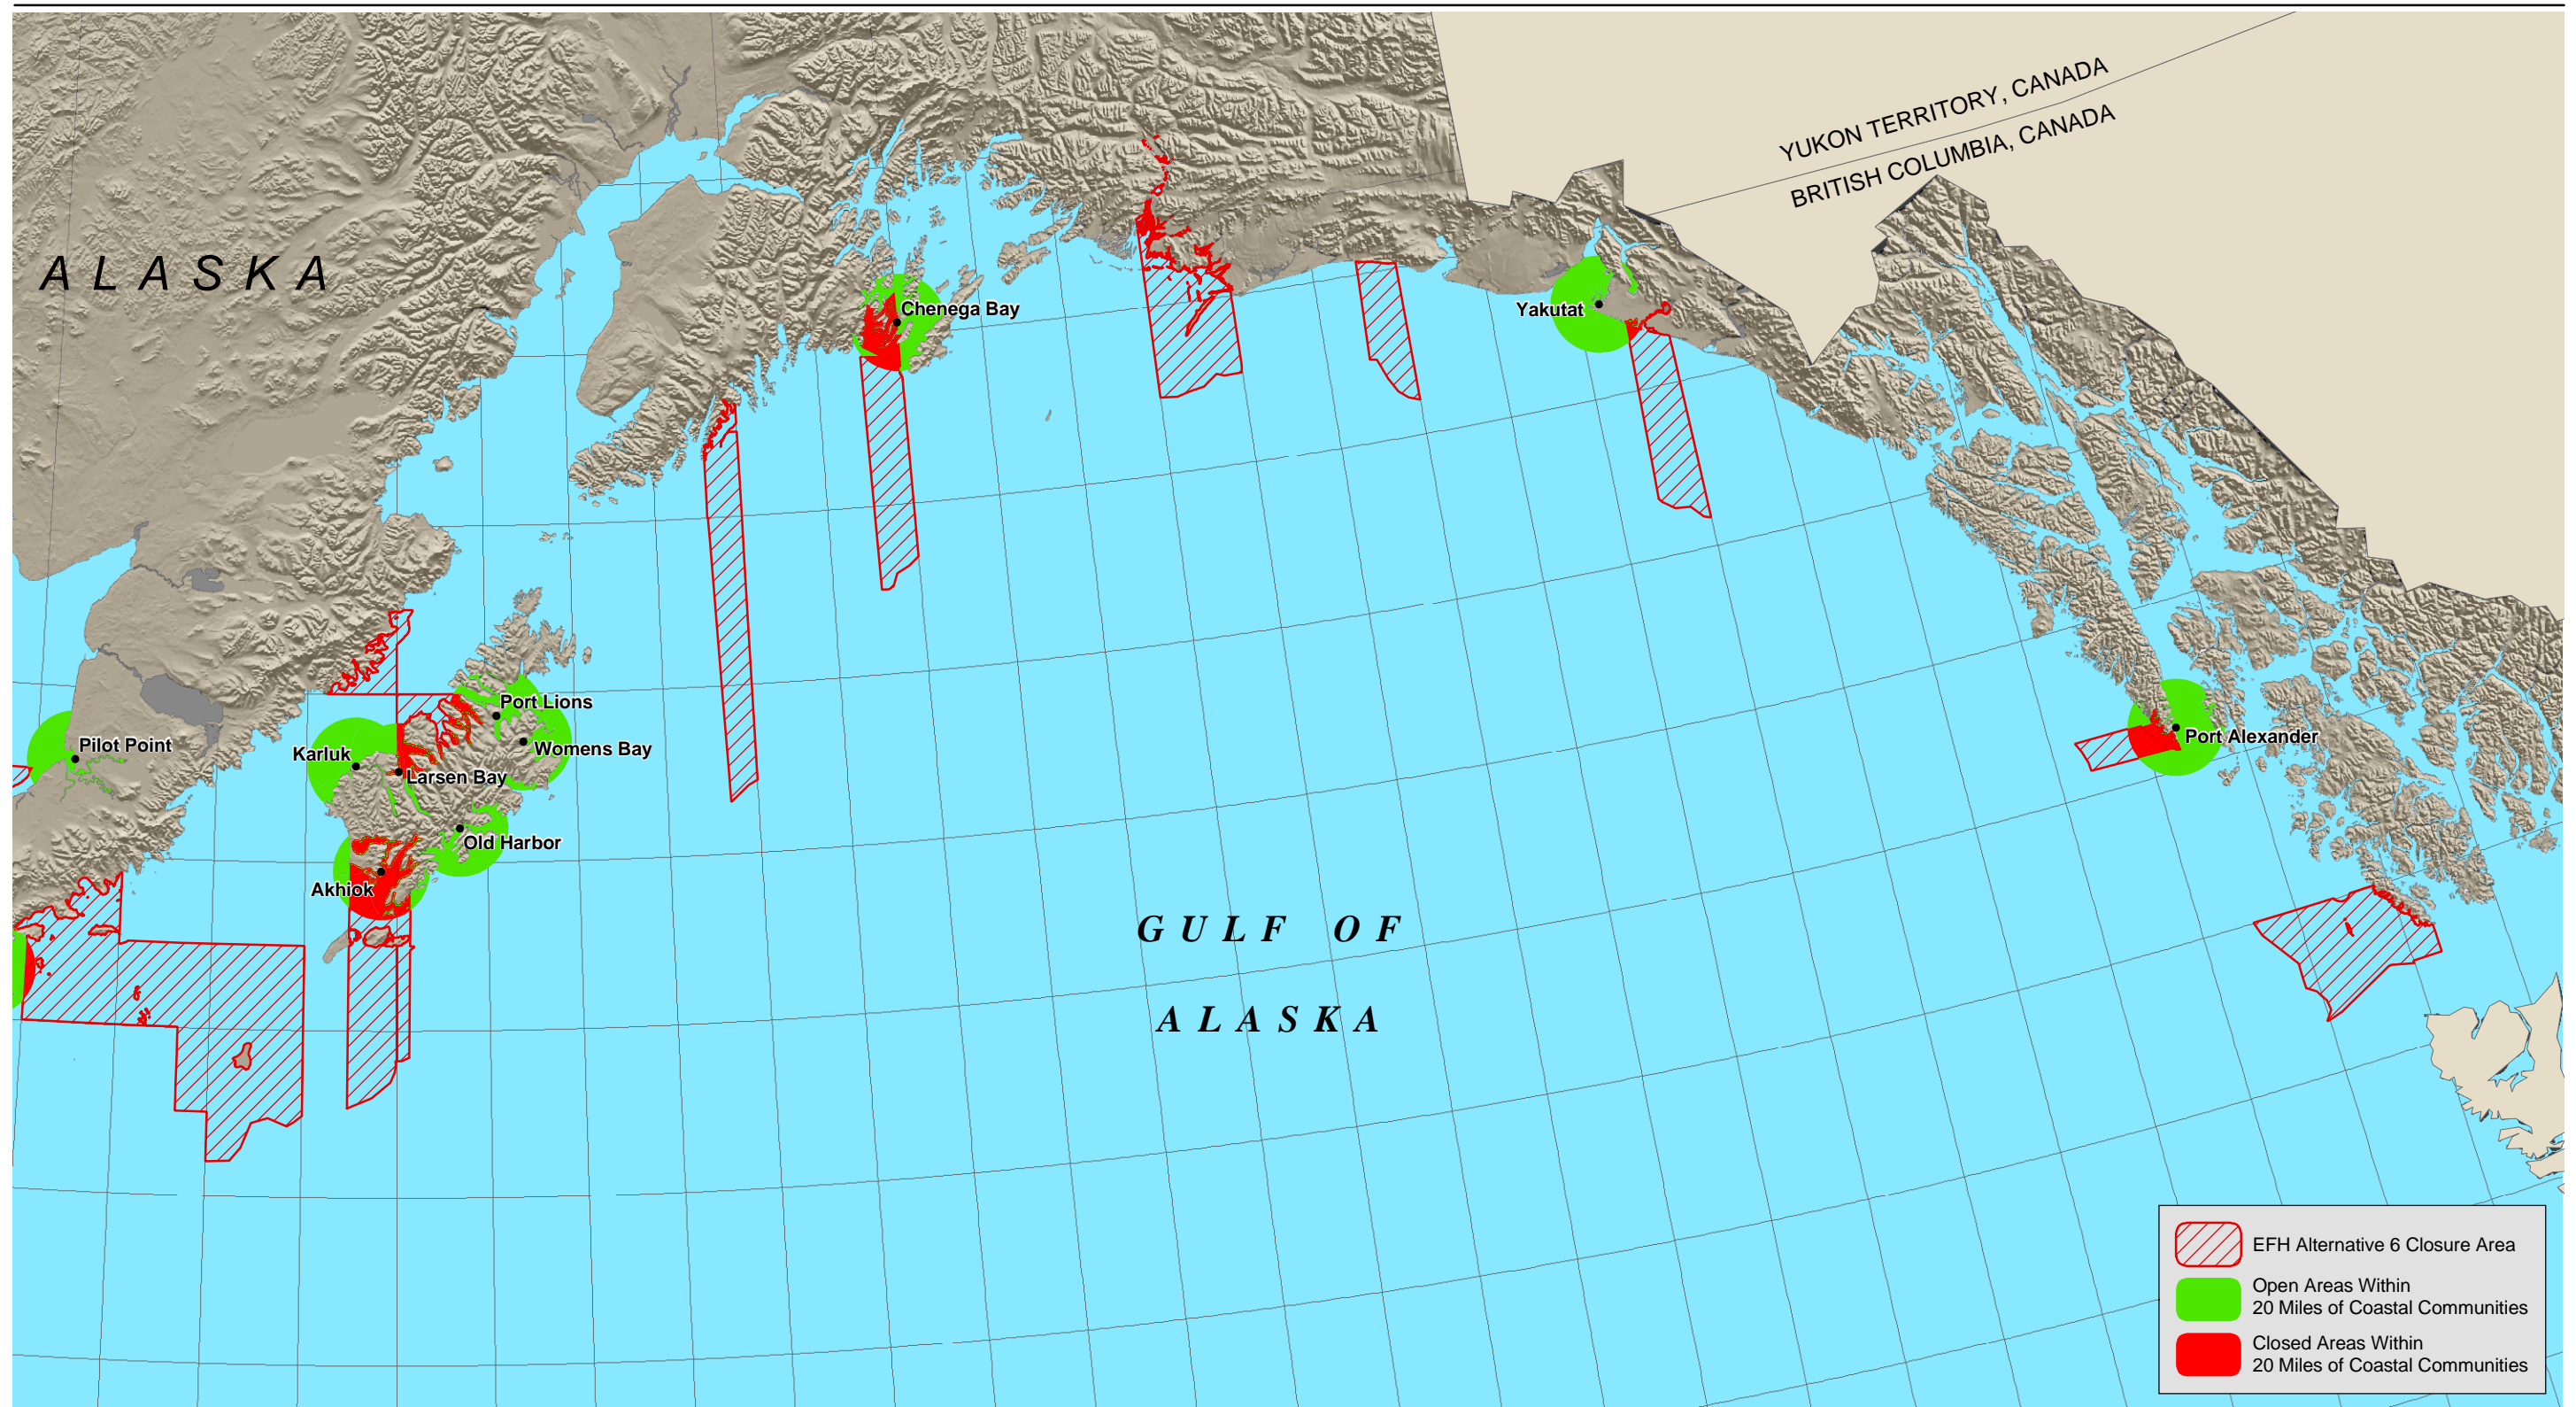 YUKON TERRITORY, CANADA
BRITISH COLUMBIA, CANADA
ALASKA
Chenega Bay
Yakutat
Port Lions
Pilot Point
Karluk
Womens Bay
Larsen Bay
Port Alexander
Old Harbor
Akhiok
GULF OF
ALASKA
EFH Alternative 6 Closure Area
Open Areas Within
20 Miles of Coastal Communities
Closed Areas Within
20 Miles of Coastal Communities